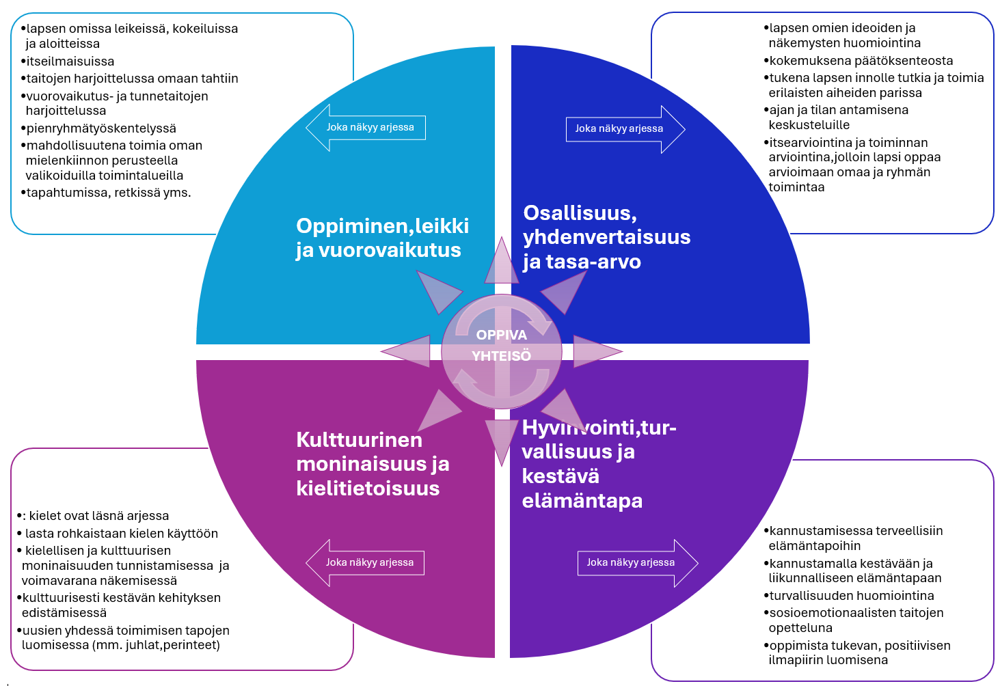 •lapsen omissa leikeissä, kokeiluissa
ja aloitteissa
•itseilmaisuissa
•taitojen harjoittelussa omaan tahtiin
•vuorovaikutus- ja tunnetaitojen
harjoittelussa
•pienryhmätyöskentelyssä
•mahdollisuutena toimia oman
mielenkiinnon perusteella
valikoiduilla toimintalueilla
•tapahtumissa, retkissä yms.
Joka näkyy arjessa
Oppiminen,leikki
ja vuorovaikutus
•lapsen omien ideoiden ja
näkemysten huomiointina
•kokemuksena päätöksenteosta
•tukena lapsen innolle tutkia ja toimia
erilaisten aiheiden parissa
•ajan ja tilan antamisena
keskusteluille
•itsearviointina ja toiminnan
arviointina,jolloin lapsi oppaa
arvioimaan omaa ja ryhmän
toimintaa
Joka näkyy arjessa
Osallisuus,
yhdenvertaisuus
ja tasa-arvo
OPPIVA
YHTEISÖ
Kulttuurinen
moninaisuus ja
kielitietoisuus
Joka näkyy arjessa
•: kielet ovat läsnä arjessa
• lasta rohkaistaan kielen käyttöön
• kielellisen ja kulttuurisen
moninaisuuden tunnistamisessa  ja
voimavarana näkemisessä
•kulttuurisesti kestävän kehityksen
edistämisessä
•uusien yhdessä toimimisen tapojen
luomisessa (mm. juhlat,perinteet)
Hyvinvointi,tur-
vallisuus ja
kestävä
elämäntapa
Joka näkyy arjessa
•kannustamisessa terveellisiin
elämäntapoihin
•kannustamalla kestävään ja
liikunnalliseen elämäntapaan
•turvallisuuden huomiointina
•sosioemotionaalisten taitojen
opetteluna
•oppimista tukevan, positiivisen
ilmapiirin luomisena